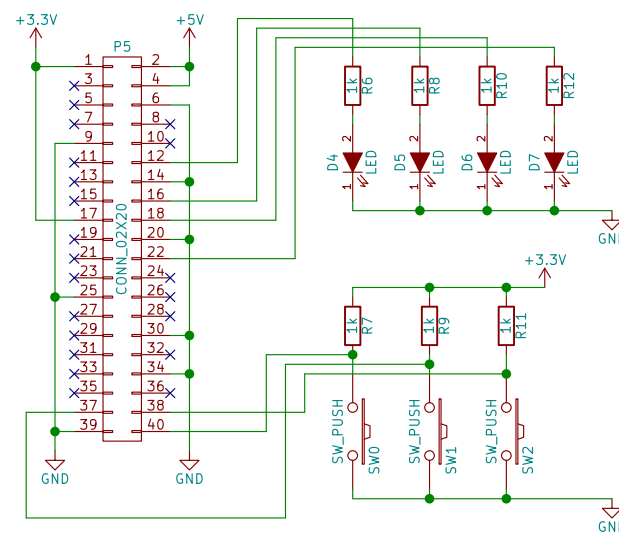 +3.3V
+5V
P5
1 2
3 4
5 6
7 8
9 10
11 12
13 14
15 16
17 18
19 20
21 22
23 24
25 26
27 28
29 30
31 32
33 34
35 36
37 38
39 40
CONN_02X20
GND
GND
1k R6
1k R8
1k R10
1k R12
2 D4 LED 1
2 D5 LED 1
2 D6 LED 1
2 D7 LED 1
GND
+3.3V
1k R7
1k R9
1k R11
SW_PUSH SW0
SW_PUSH SW1
SW_PUSH SW2
GND